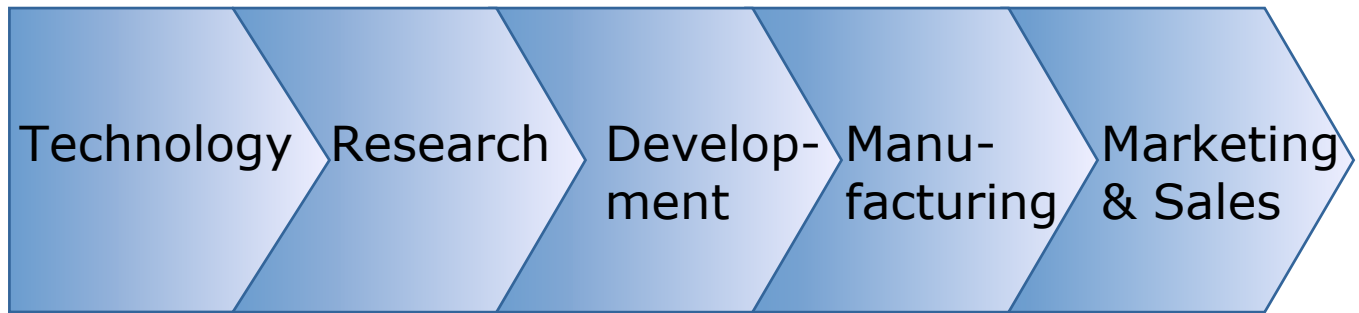 Technology
Research
Develop-
ment
Manu-
facturing
Marketing
& Sales